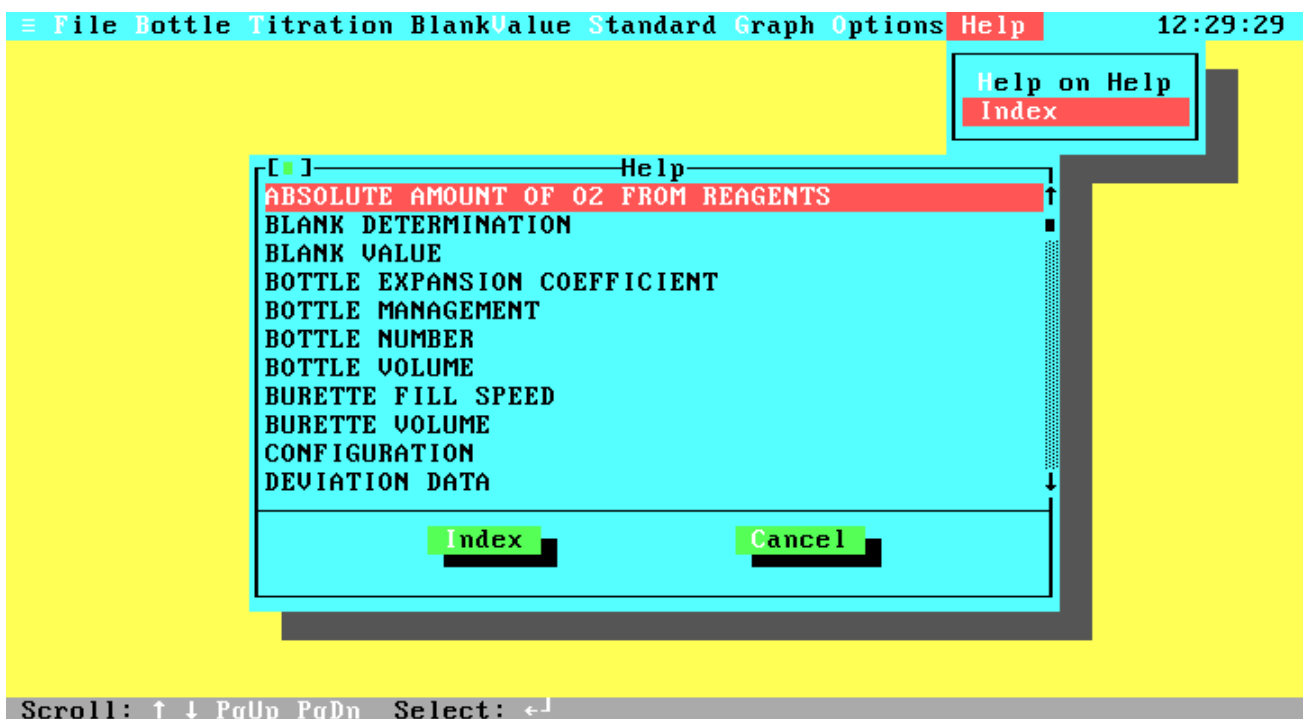 ≡ File Bottle Titration BlankValue Standard Graph Options Help 12:29:29
Help on Help
Index
[■] Help
ABSOLUTE AMOUNT OF O2 FROM REAGENTS
BLANK DETERMINATION
BLANK VALUE
BOTTLE EXPANSION COEFFICIENT
BOTTLE MANAGEMENT
BOTTLE NUMBER
BOTTLE VOLUME
BURETTE FILL SPEED
BURETTE VOLUME
CONFIGURATION
DEVIATION DATA
Index Cancel
Scroll: ↑ ↓ PgUp PgDn Select: ←┘